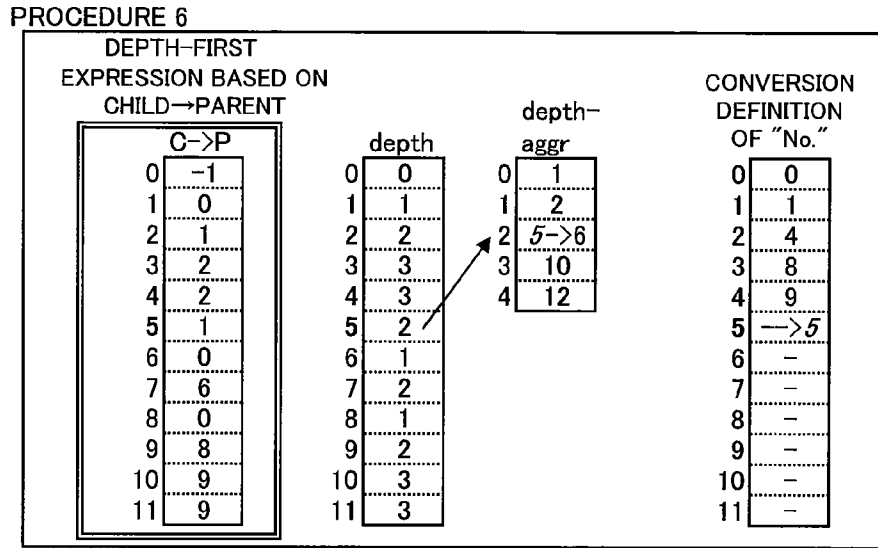 PROCEDURE 6
DEPTH-FIRST
EXPRESSION BASED ON
CHILD→PARENT
depth-
aggr
CONVERSION
DEFINITION
OF "No."
C->P depth
0 -1 0 0 0 1 0 0
1 0 1 1 1 2 1 1
2 1 2 2 2 5->6 2 4
3 2 3 3 3 10 3 8
4 2 4 3 4 12 4 9
5 1 5 2 5 -->5
6 0 6 1 6 -
7 6 7 2 7 -
8 0 8 1 8 -
9 8 9 2 9 -
10 9 10 3 10 -
11 9 11 3 11 -